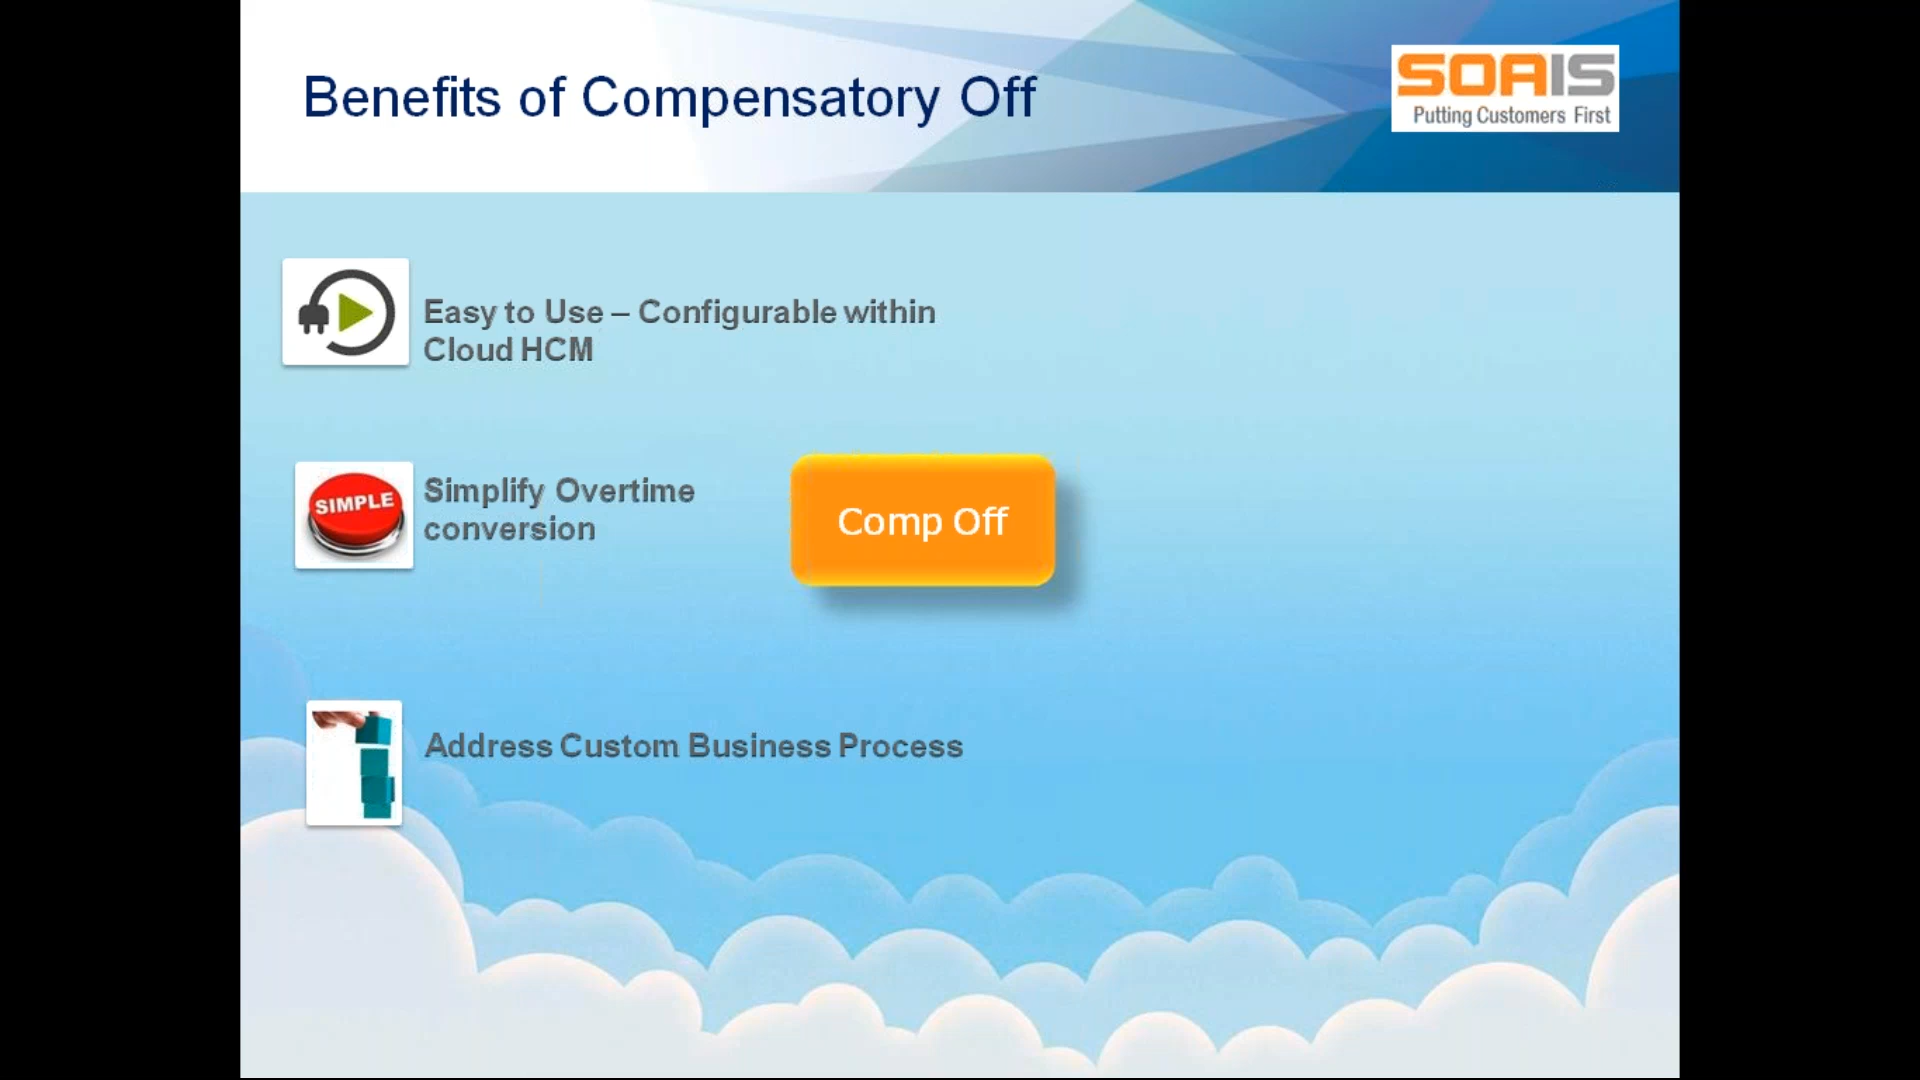 Benefits of Compensatory Off
SOAIS
Putting Customers First
Easy to Use – Configurable within
Cloud HCM
SIMPLE
Simplify Overtime
conversion
Comp Off
Address Custom Business Process